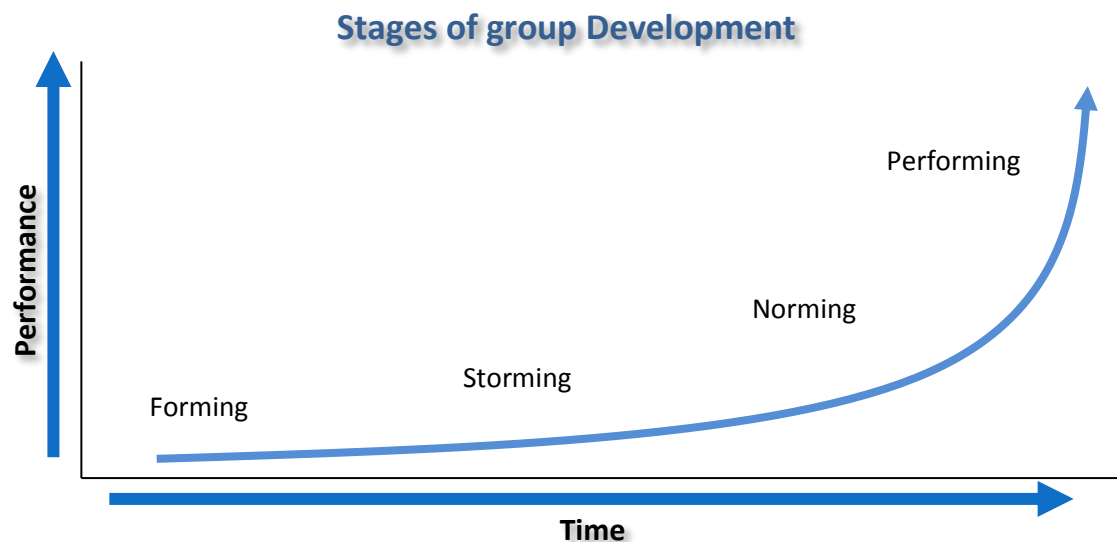 Stages of group Development
Performance
Performing
Norming
Storming
Forming
Time